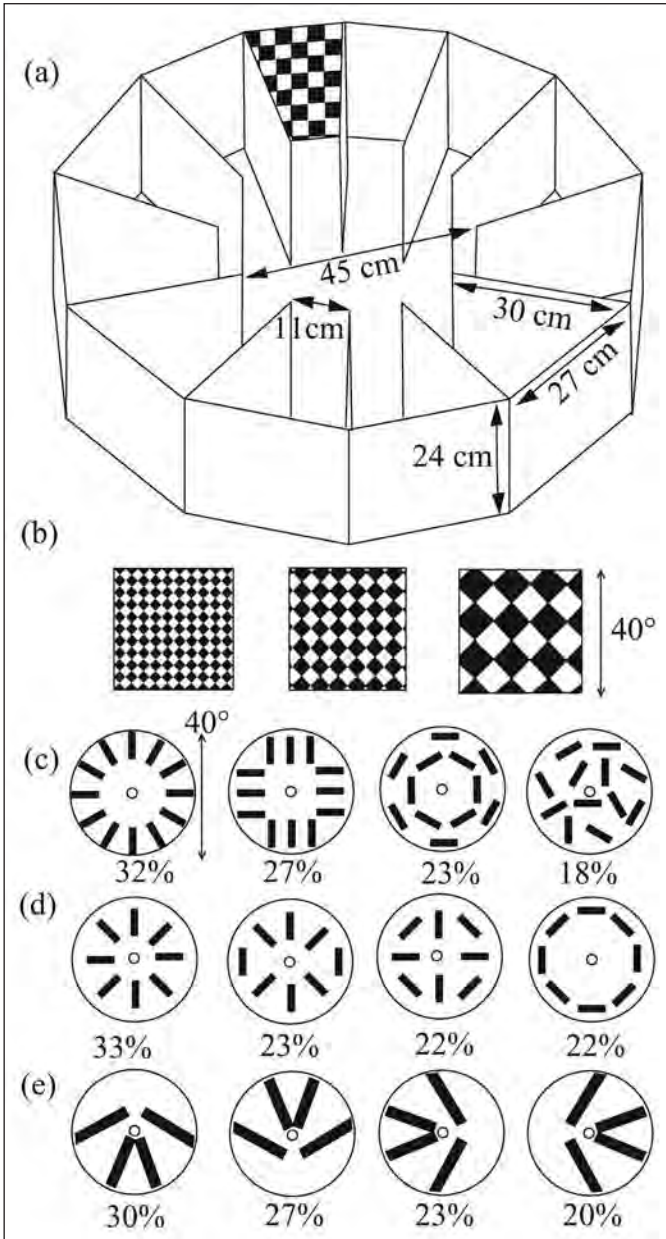 (a)
45 cm
11cm
30 cm
27 cm
24 cm
(b)
40°
(c)
40°
32% 27% 23% 18%
(d)
33% 23% 22% 22%
(e)
30% 27% 23% 20%